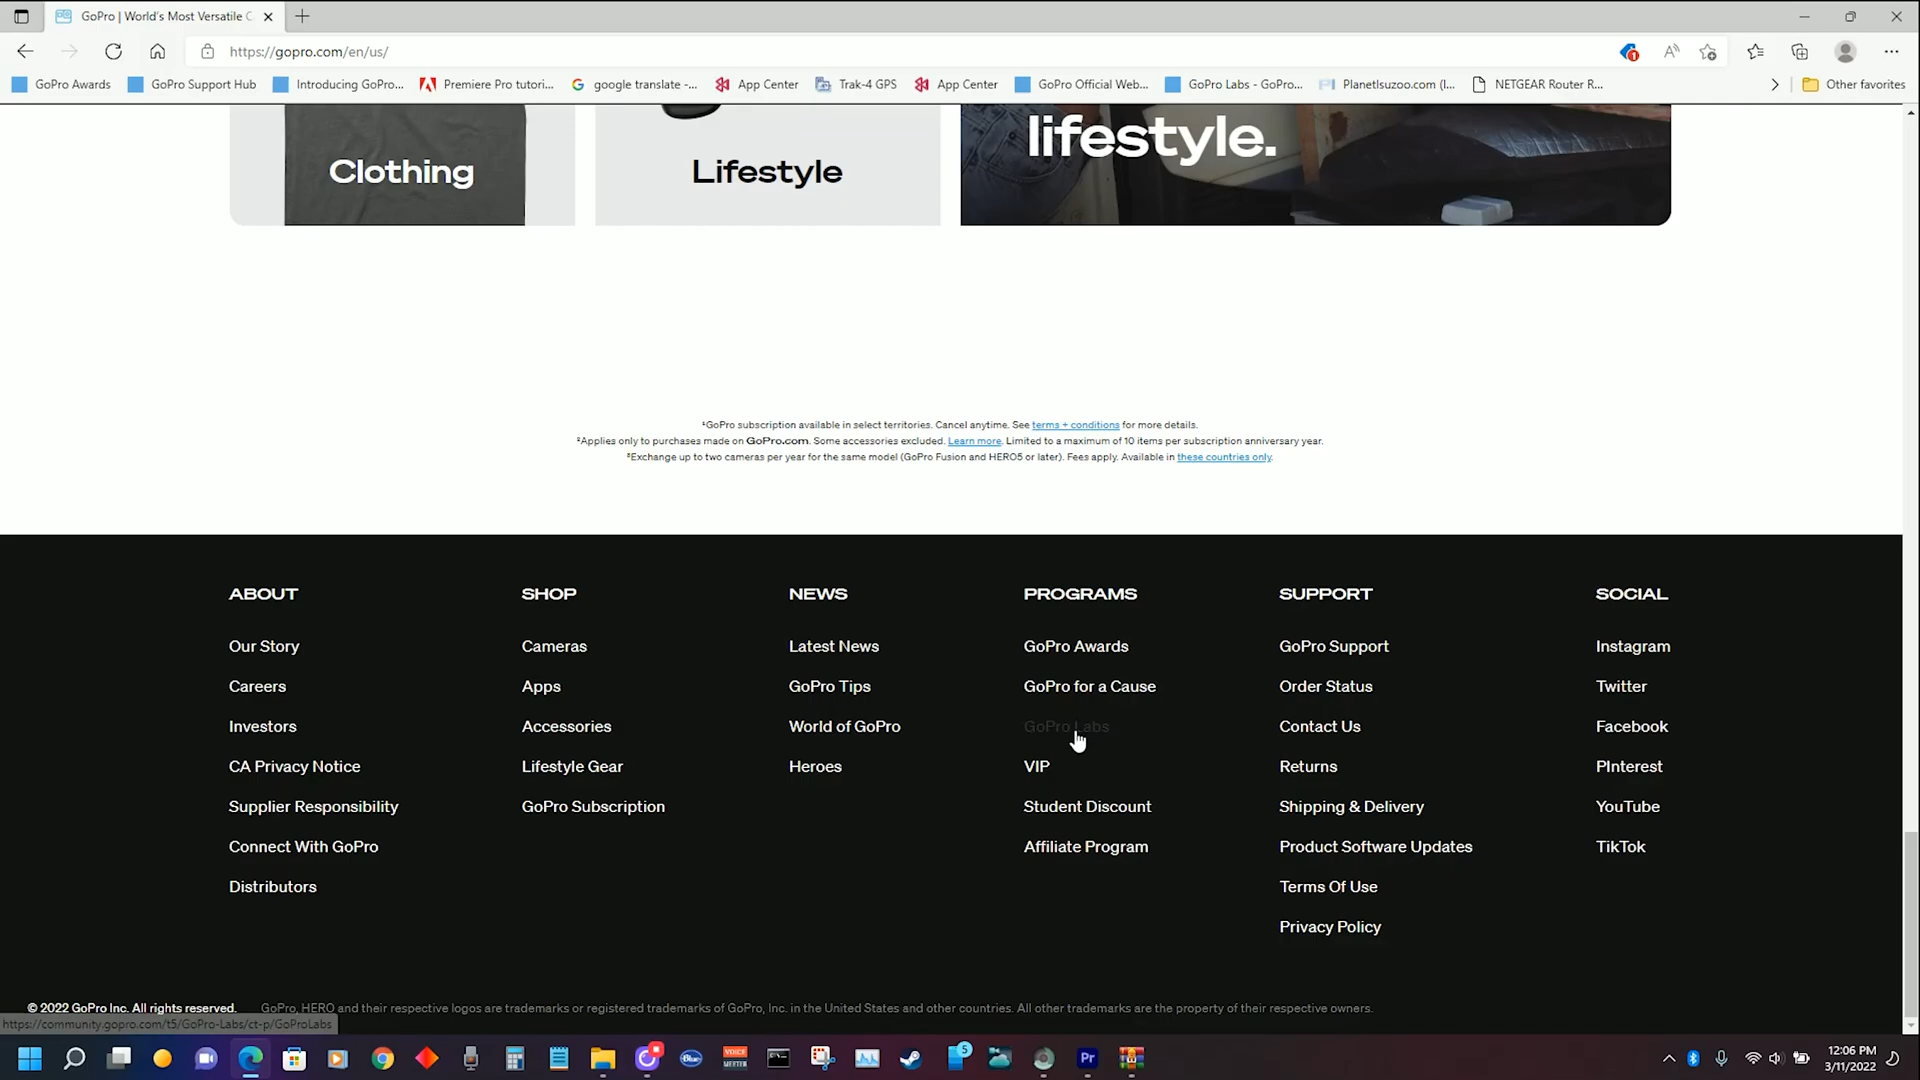 GoPro | World's Most Versatile C
https://gopro.com/en/us/
GoPro Awards
GoPro Support Hub
Introducing GoPro...
Premiere Pro tutori...
google translate -...
App Center
Trak-4 GPS
App Center
GoPro Official Web...
GoPro Labs - GoPro...
PlanetIsuzoo.com (I...
NETGEAR Router R...
Other favorites
Clothing
Lifestyle
lifestyle.
¹GoPro subscription available in select territories. Cancel anytime. See terms + conditions for more details.
²Applies only to purchases made on GoPro.com. Some accessories excluded. Learn more. Limited to a maximum of 10 items per subscription anniversary year.
³Exchange up to two cameras per year for the same model (GoPro Fusion and HERO5 or later). Fees apply. Available in these countries only.
ABOUT
Our Story
Careers
Investors
CA Privacy Notice
Supplier Responsibility
Connect With GoPro
Distributors
SHOP
Cameras
Apps
Accessories
Lifestyle Gear
GoPro Subscription
NEWS
Latest News
GoPro Tips
World of GoPro
Heroes
PROGRAMS
GoPro Awards
GoPro for a Cause
GoPro Labs
VIP
Student Discount
Affiliate Program
SUPPORT
GoPro Support
Order Status
Contact Us
Returns
Shipping & Delivery
Product Software Updates
Terms Of Use
Privacy Policy
SOCIAL
Instagram
Twitter
Facebook
PInterest
YouTube
TikTok
© 2022 GoPro Inc. All rights reserved.
GoPro, HERO and their respective logos are trademarks or registered trademarks of GoPro, Inc. in the United States and other countries. All other trademarks are the property of their respective owners.
https://community.gopro.com/t5/GoPro-Labs/ct-p/GoProLabs
Blue
VOICE
MEETER
5
Pr
12:06 PM
3/11/2022